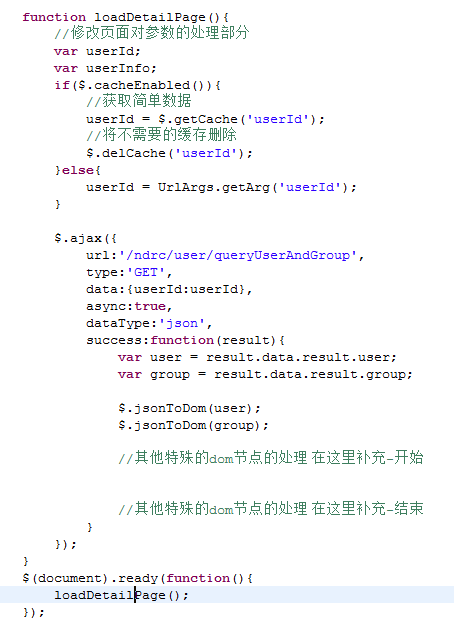 function loadDetailPage(){
    //修改页面对参数的处理部分
    var userId;
    var userInfo;
    if($.cacheEnabled()){
        //获取简单数据
        userId = $.getCache('userId');
        //将不需要的缓存删除
        $.delCache('userId');
    }else{
        userId = UrlArgs.getArg('userId');
    }

    $.ajax({
        url:'/ndrc/user/queryUserAndGroup',
        type:'GET',
        data:{userId:userId},
        async:true,
        dataType:'json',
        success:function(result){
            var user = result.data.result.user;
            var group = result.data.result.group;

            $.jsonToDom(user);
            $.jsonToDom(group);

            //其他特殊的dom节点的处理 在这里补充-开始


            //其他特殊的dom节点的处理 在这里补充-结束
        }
    });
}
$(document).ready(function(){
    loadDetailPage();
});